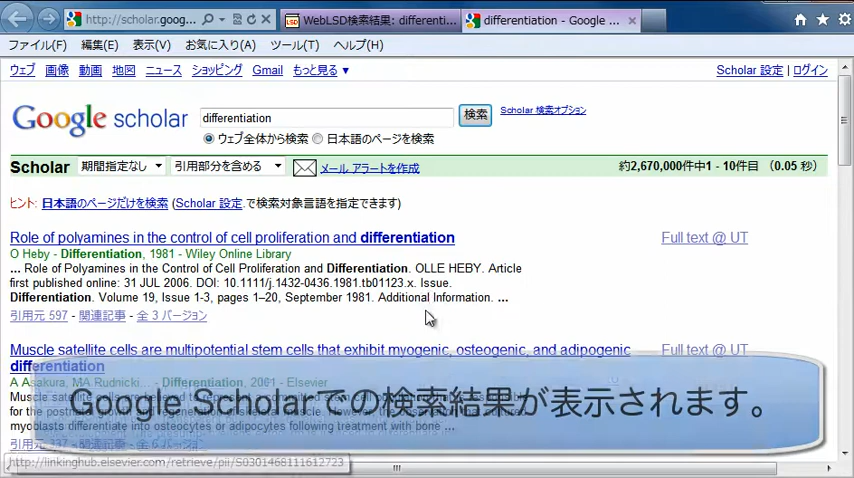 http://scholar.goog...
WebLSD検索結果: differenti...
differentiation - Google ...
ファイル(F) 編集(E) 表示(V) お気に入り(A) ツール(T) ヘルプ(H)
ウェブ 画像 動画 地図 ニュース ショッピング Gmail もっと見る ▼ Scholar 設定 | ログイン
Google scholar differentiation 検索 Scholar 検索オプション
ウェブ全体から検索 日本語のページを検索
Scholar 期間指定なし 引用部分を含める メール アラートを作成 約2,670,000件中1 - 10件目 (0.05 秒)
ヒント: 日本語のページだけを検索 (Scholar 設定.で検索対象言語を指定できます)
Role of polyamines in the control of cell proliferation and differentiation Full text @ UT
O Heby - Differentiation, 1981 - Wiley Online Library
... Role of Polyamines in the Control of Cell Proliferation and Differentiation. OLLE HEBY. Article
first published online: 31 JUL 2006. DOI: 10.1111/j.1432-0436.1981.tb01123.x. Issue.
Differentiation. Volume 19, Issue 1-3, pages 1–20, September 1981. Additional Information. ...
引用元 597 - 関連記事 - 全 3 バージョン
Muscle satellite cells are multipotential stem cells that exhibit myogenic, osteogenic, and adipogenic Full text @ UT
differentiation
A Asakura, MA Rudnicki... - Differentiation, 2001 - Elsevier
Google Scholarでの検索結果が表示されます。
myoblasts differentiate into osteocytes or adipocytes following treatment with bone ...
引用元 337 - 関連記事 - 全 6 バージョン
http://linkinghub.elsevier.com/retrieve/pii/S0301468111612723